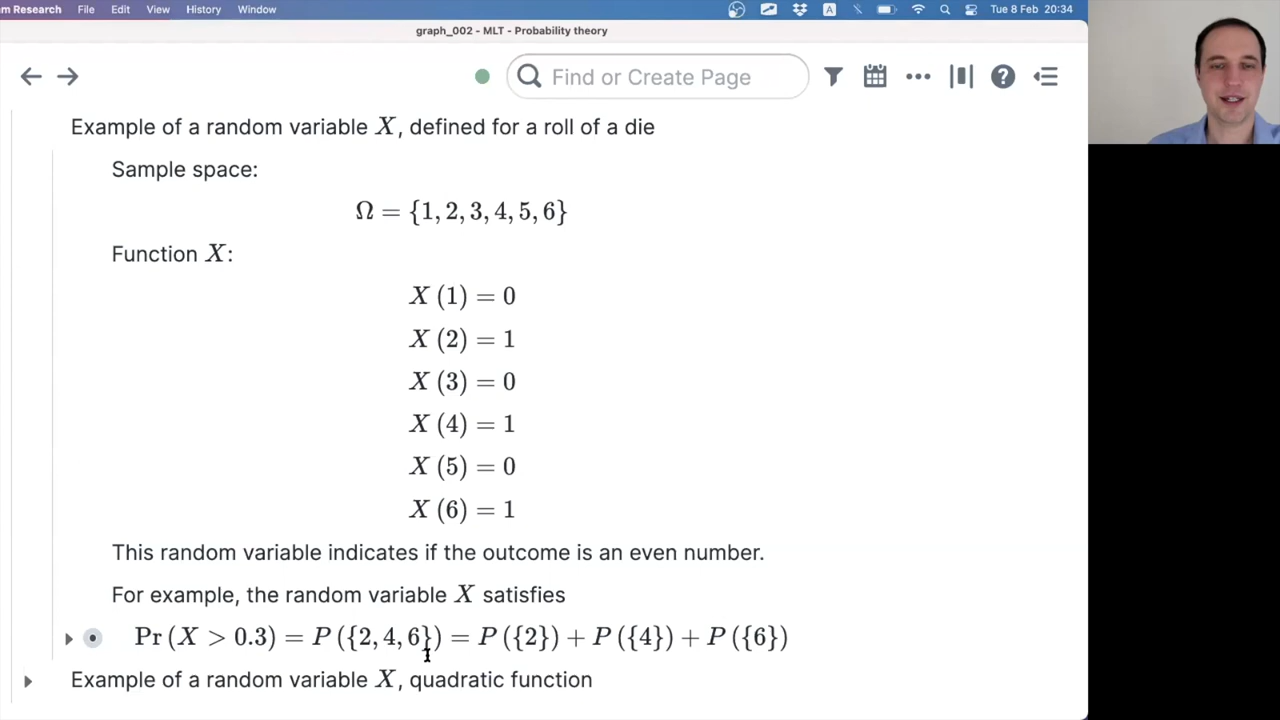 am Research File Edit View History Window A Tue 8 Feb 20:34
graph_002 - MLT - Probability theory
Find or Create Page
Example of a random variable X, defined for a roll of a die
Sample space:
Ω = {1, 2, 3, 4, 5, 6}
Function X:
X (1) = 0
X (2) = 1
X (3) = 0
X (4) = 1
X (5) = 0
X (6) = 1
This random variable indicates if the outcome is an even number.
For example, the random variable X satisfies
Pr (X > 0.3) = P ({2, 4, 6}) = P ({2}) + P ({4}) + P ({6})
Example of a random variable X, quadratic function